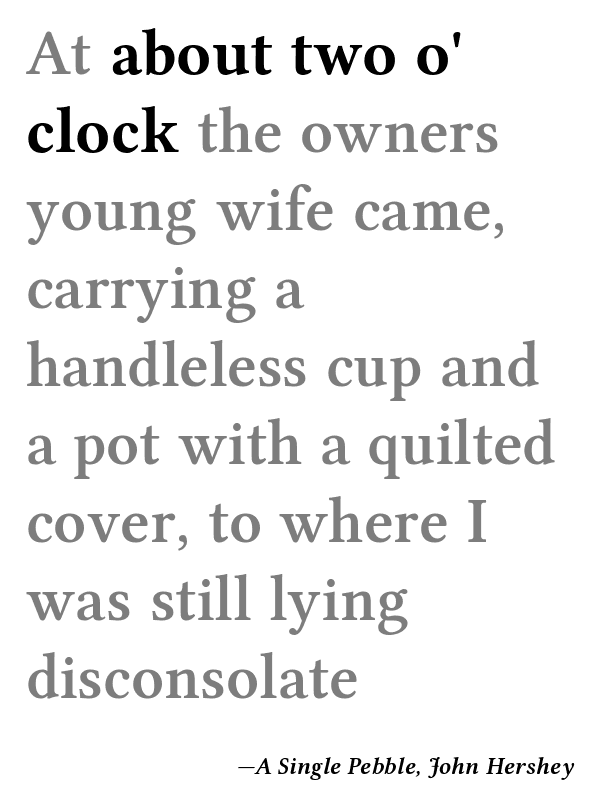 At about two o'
clock the owners
young wife came,
carrying a
handleless cup and
a pot with a quilted
cover, to where I
was still lying
disconsolate
—A Single Pebble, John Hershey